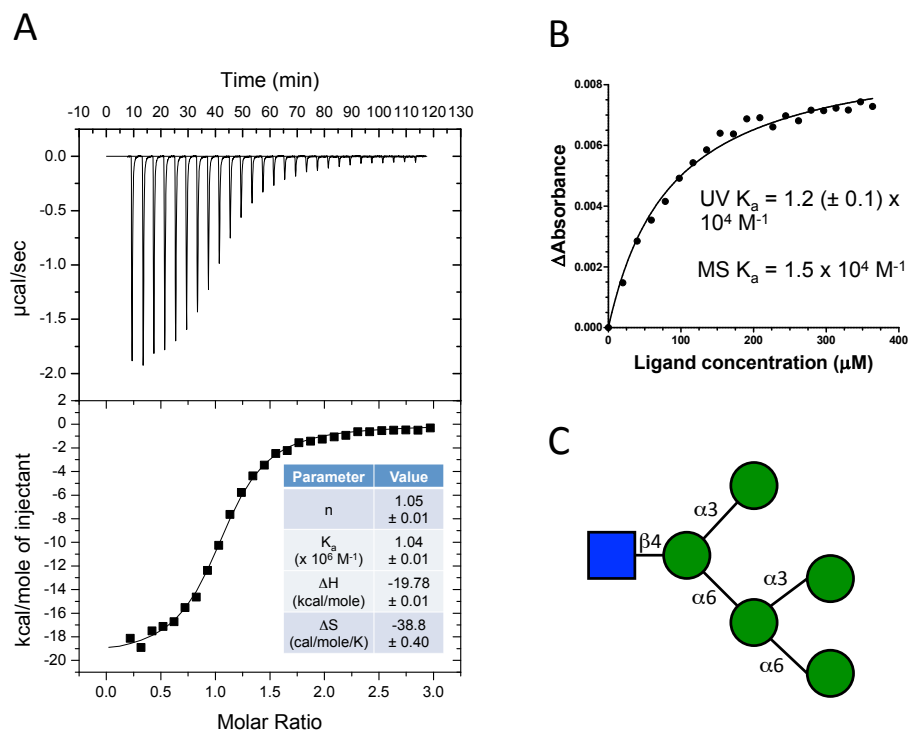 A
Time (min)
-10 0 10 20 30 40 50 60 70 80 90 100 110 120 130
0.0
-0.5
-1.0
-1.5
-2.0
µcal/sec
2
0
-2
-4
-6
-8
-10
-12
-14
-16
-18
-20
kcal/mole of injectant
Parameter Value
n 1.05 ± 0.01
Kₐ (x 10⁶ M⁻¹) 1.04 ± 0.01
ΔH (kcal/mole) -19.78 ± 0.01
ΔS (cal/mole/K) -38.8 ± 0.40
0.0 0.5 1.0 1.5 2.0 2.5 3.0
Molar Ratio
B
0.008
0.006
0.004
0.002
0.000
ΔAbsorbance
UV Kₐ = 1.2 (± 0.1) x
10⁴ M⁻¹
MS Kₐ = 1.5 x 10⁴ M⁻¹
0 100 200 300 400
Ligand concentration (µM)
C
α3
β4
α3
α6
α6